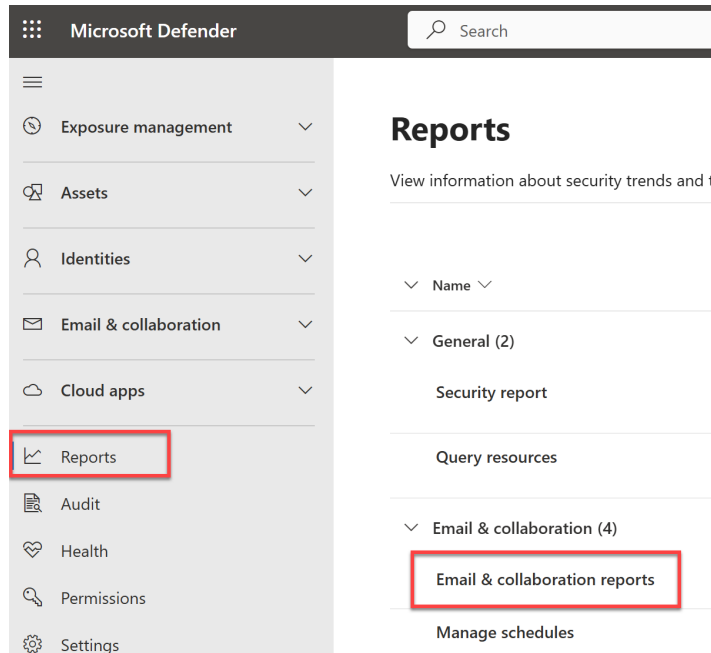 Microsoft Defender
Search
Exposure management
Assets
Identities
Email & collaboration
Cloud apps
Reports
Audit
Health
Permissions
Settings
Reports
View information about security trends and
Name
General (2)
Security report
Query resources
Email & collaboration (4)
Email & collaboration reports
Manage schedules